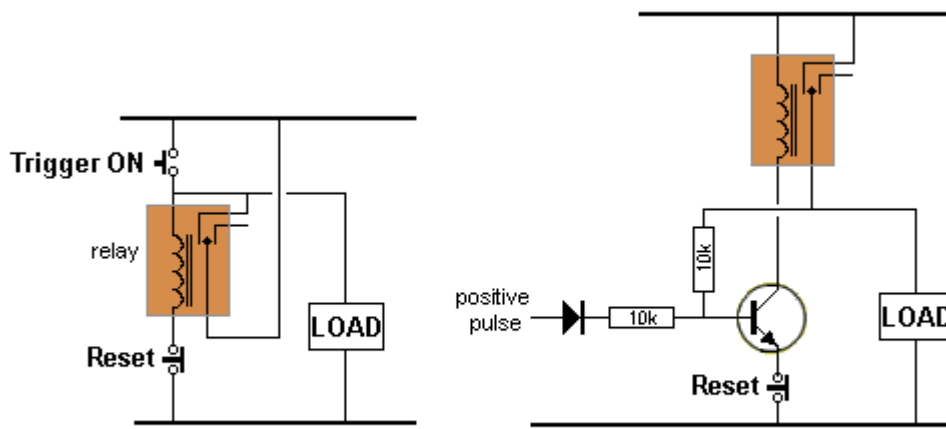 Trigger ON
relay
LOAD
Reset
10k
positive
pulse
10k
LOAD
Reset